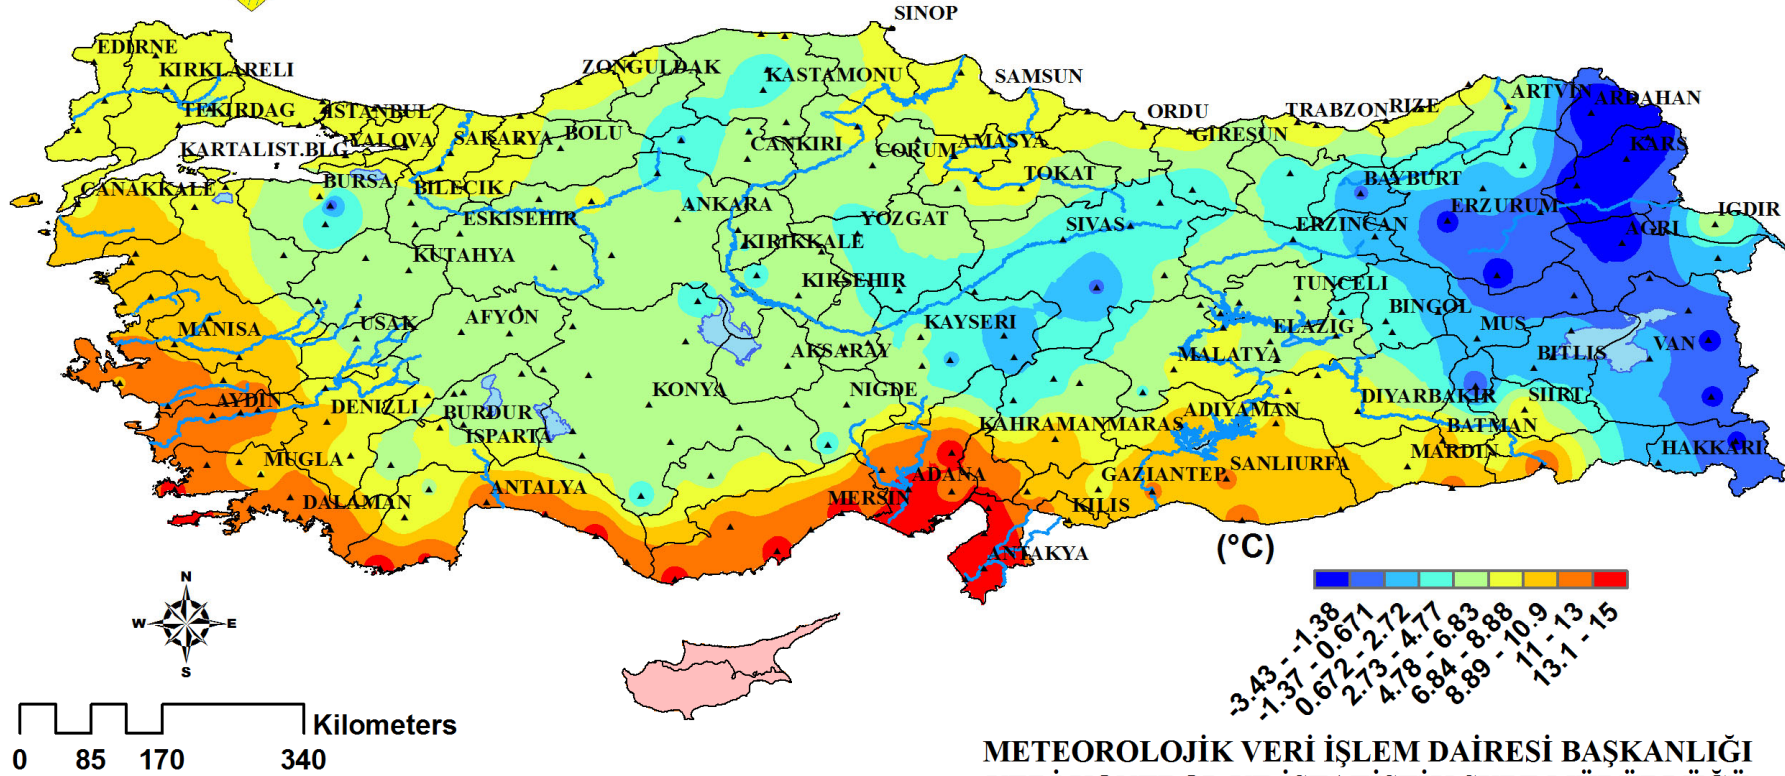 SINOP
EDIRNE
KIRKLARELI
ZONGULDAK
KASTAMONU
SAMSUN
TEKIRDAG
ISTANBUL
ORDU
TRABZON
RIZE
ARTVIN
ARDAHAN
KARTALIST.BLG
YALOVA
SAKARYA
BOLU
CANKIRI
CORUM
AMASYA
GIRESUN
KARS
CANAKKALE
BURSA
BILECIK
ESKISEHIR
ANKARA
YOZGAT
TOKAT
SIVAS
BAYBURT
ERZINCAN
ERZURUM
IGDIR
AGRI
KUTAHYA
KIRIKKALE
KIRSEHIR
TUNCELI
BINGOL
MANISA
USAK
AFYON
AKSARAY
KAYSERI
ELAZIG
MUS
MALATYA
BITLIS
VAN
AYDIN
DENIZLI
BURDUR
ISPARTA
KONYA
NIGDE
KAHRAMANMARAS
ADIYAMAN
DIYARBAKIR
SIIRT
BATMAN
MUGLA
ADANA
GAZIANTEP
SANLIURFA
MARDIN
HAKKARI
DALAMAN
ANTALYA
MERSIN
KILIS
ANTAKYA
(°C)
-3.43 - -1.38
-1.37 - 0.671
0.672 - 2.72
2.73 - 4.77
4.78 - 6.83
6.84 - 8.88
8.89 - 10.9
11 - 13
13.1 - 15
N
W E
S
Kilometers
0 85 170 340
METEOROLOJİK VERİ İŞLEM DAİRESİ BAŞKANLIĞI